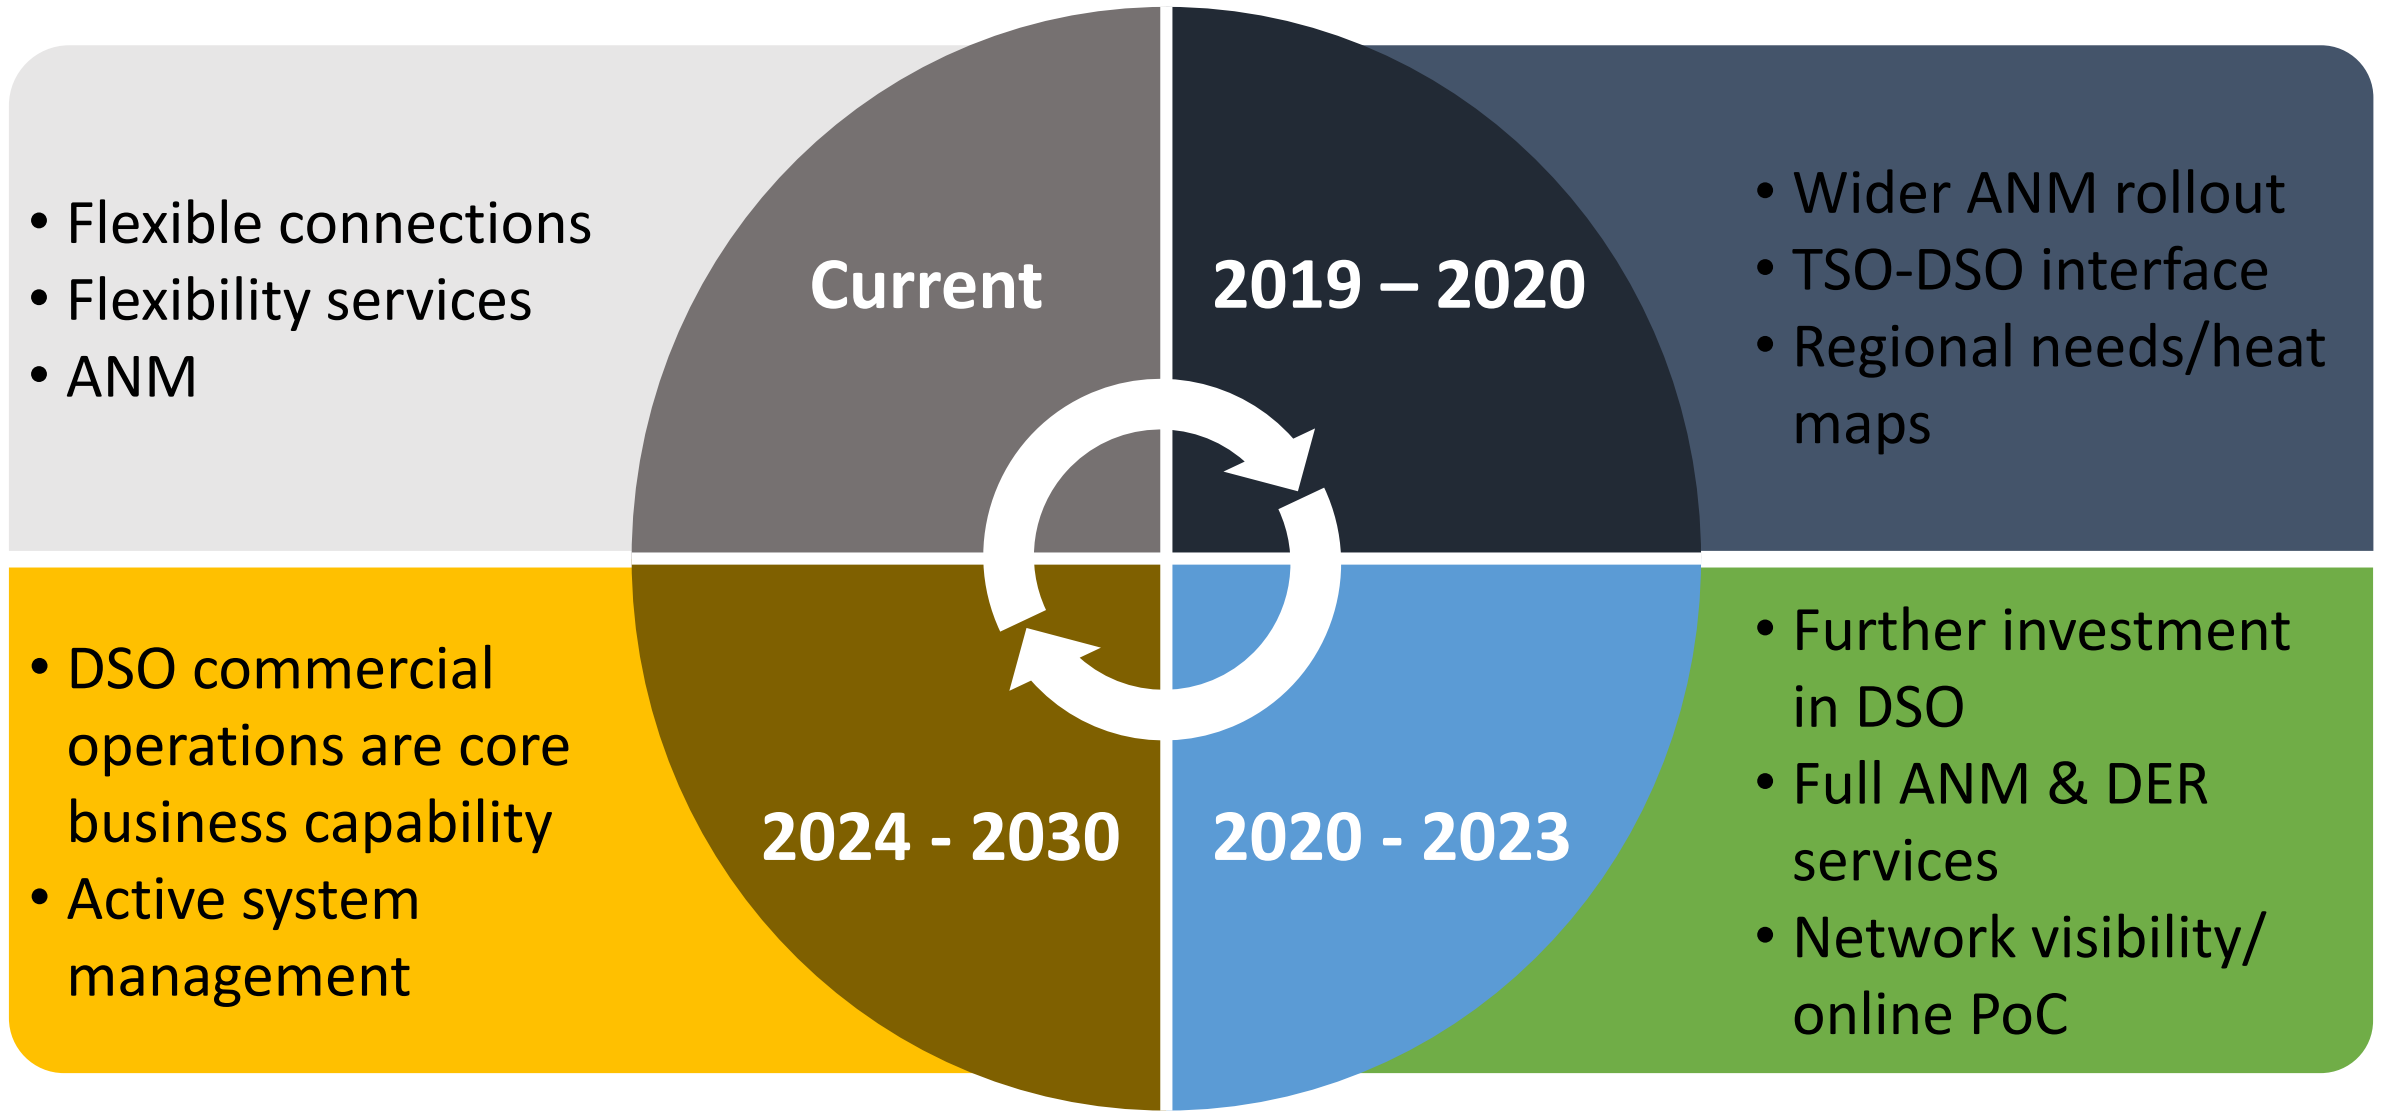 Current
• Flexible connections
• Flexibility services
• ANM
2019 – 2020
• Wider ANM rollout
• TSO-DSO interface
• Regional needs/heat
maps
2020 - 2023
• Further investment
in DSO
• Full ANM & DER
services
• Network visibility/
online PoC
2024 - 2030
• DSO commercial
operations are core
business capability
• Active system
management